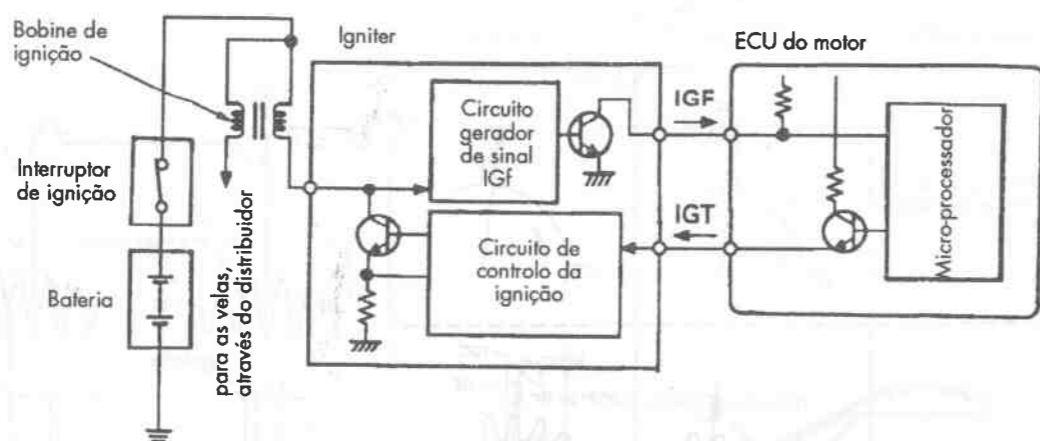 Bobine de
ignição
Igniter
ECU do motor
Circuito
gerador
de sinal
IGf
IGF
Interruptor
de ignição
IGT
Circuito de
controlo da
ignição
Micro-processador
Bateria
para as velas,
através do distribuidor